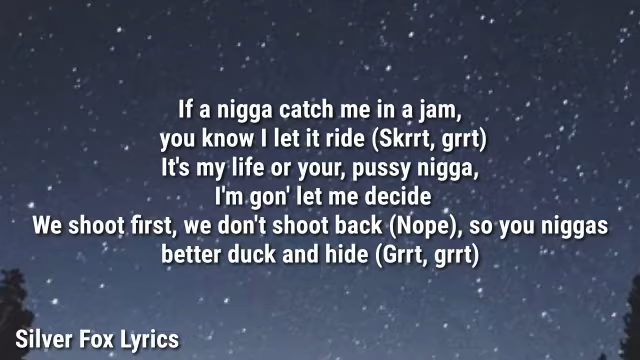 If a nigga catch me in a jam,
you know I let it ride (Skrrt, grrt)
It's my life or your, pussy nigga,
I'm gon' let me decide
We shoot first, we don't shoot back (Nope), so you niggas
better duck and hide (Grrt, grrt)
Silver Fox Lyrics